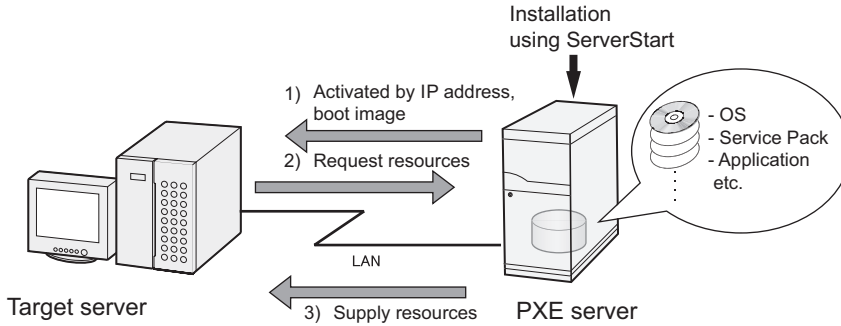 Installation
using ServerStart
1) Activated by IP address,
boot image
2) Request resources
- OS
- Service Pack
- Application
etc.
LAN
3) Supply resources
Target server
PXE server